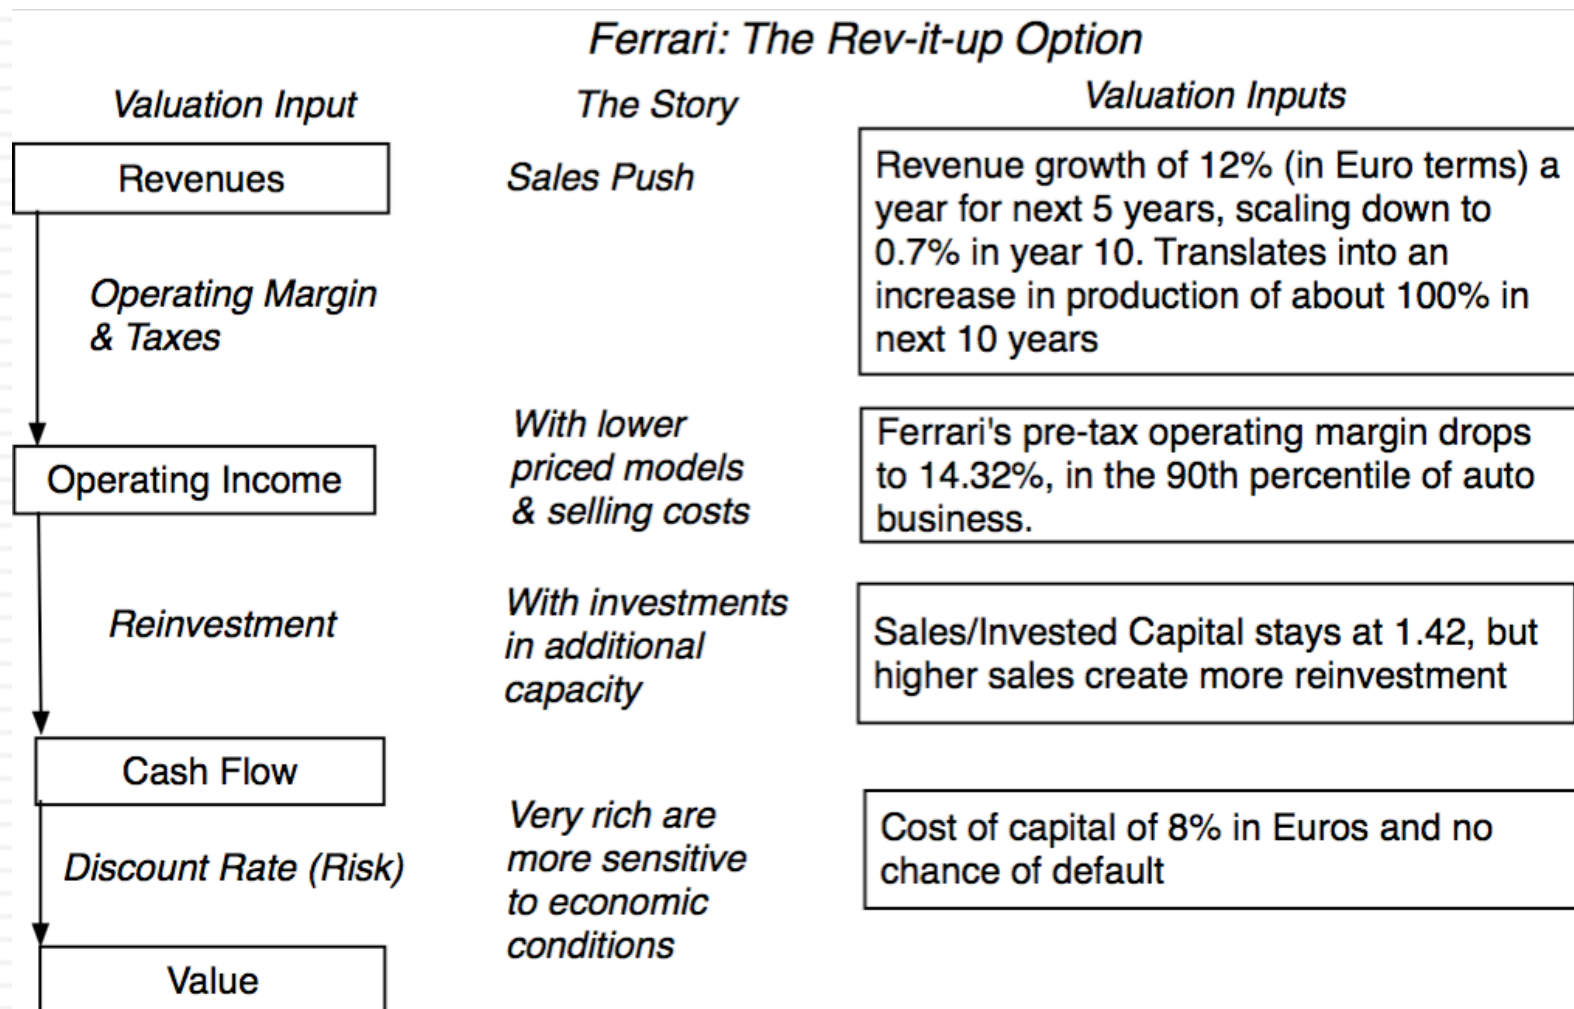 Ferrari: The Rev-it-up Option
Valuation Input
The Story
Valuation Inputs
Revenues
Sales Push
Revenue growth of 12% (in Euro terms) a
year for next 5 years, scaling down to
0.7% in year 10. Translates into an
increase in production of about 100% in
next 10 years
Operating Margin
& Taxes
Operating Income
With lower
priced models
& selling costs
Ferrari's pre-tax operating margin drops
to 14.32%, in the 90th percentile of auto
business.
Reinvestment
With investments
in additional
capacity
Sales/Invested Capital stays at 1.42, but
higher sales create more reinvestment
Cash Flow
Discount Rate (Risk)
Very rich are
more sensitive
to economic
conditions
Cost of capital of 8% in Euros and no
chance of default
Value